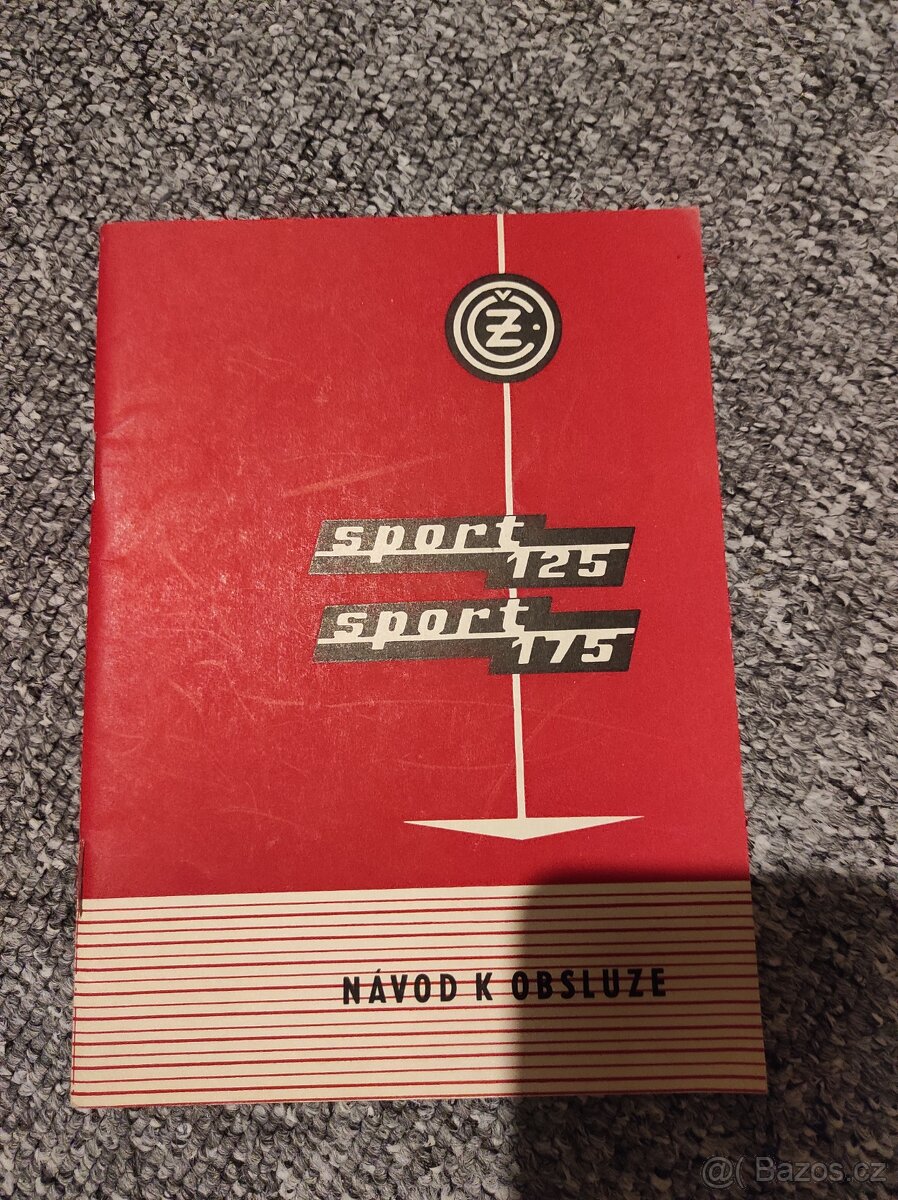 ČZ
sport
125
sport
175
NÁVOD K OBSLUZE
@( Bazos.cz